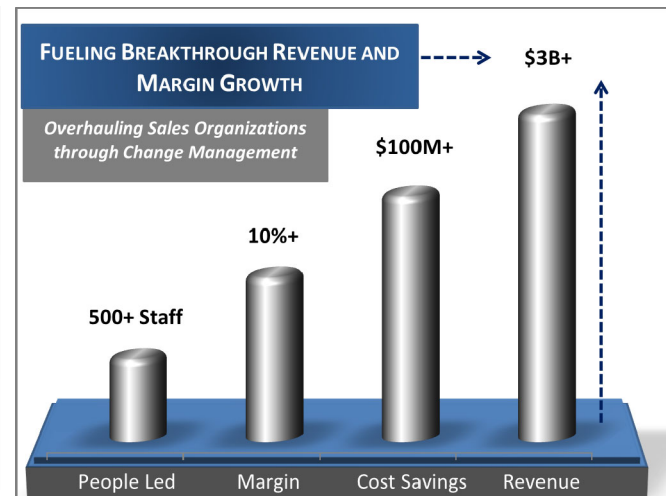 FUELING BREAKTHROUGH REVENUE AND
MARGIN GROWTH
Overhauling Sales Organizations
through Change Management
$3B+
$100M+
10%+
500+ Staff
People Led
Margin
Cost Savings
Revenue